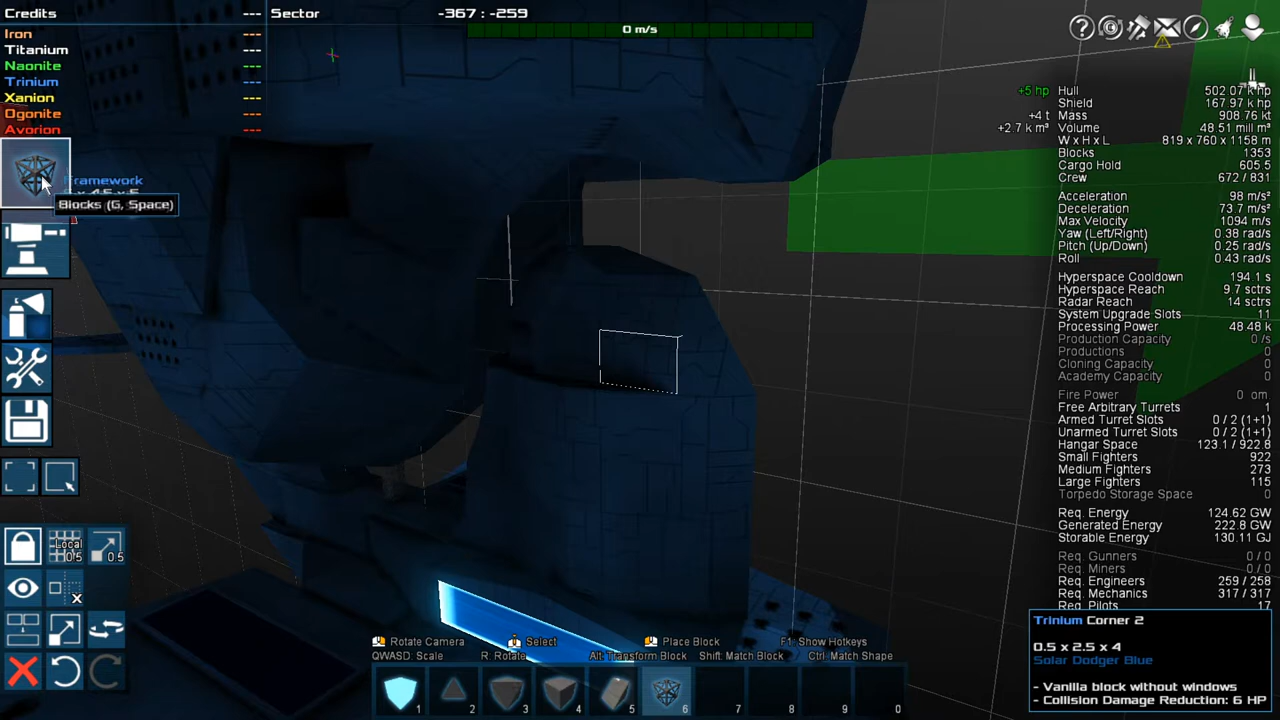 Credits --- Sector -367 : -259
0 m/s
Iron ---
Titanium ---
Naonite ---
Trinium ---
Xanion ---
Ogonite ---
Avorion ---
Framework
Blocks (G, Space)
+5 hp Hull 502.07 k hp
Shield 167.97 k hp
+4 t Mass 908.76 kt
+2.7 k m³ Volume 48.51 mill m³
W x H x L 819 x 760 x 1158 m
Blocks 1353
Cargo Hold 605.5
Crew 672 / 831
Acceleration 98 m/s²
Deceleration 73.7 m/s²
Max Velocity 1094 m/s
Yaw (Left/Right) 0.38 rad/s
Pitch (Up/Down) 0.25 rad/s
Roll 0.43 rad/s
Hyperspace Cooldown 194.1 s
Hyperspace Reach 9.7 sctrs
Radar Reach 14 sctrs
System Upgrade Slots 11
Processing Power 48.48 k
Production Capacity 0 /s
Productions 0
Cloning Capacity 0
Academy Capacity 0
Fire Power 0 om
Free Arbitrary Turrets 1
Armed Turret Slots 0 / 2 (1+1)
Unarmed Turret Slots 0 / 2 (1+1)
Hangar Space 123.1 / 922.8
Small Fighters 922
Medium Fighters 273
Large Fighters 115
Torpedo Storage Space 0
Req. Energy 124.62 GW
Generated Energy 222.8 GW
Storable Energy 130.11 GJ
Req. Gunners 0 / 0
Req. Miners 0 / 0
Req. Engineers 259 / 258
Req. Mechanics 317 / 317
Req. Pilots
Local
0.5 0.5
X
Trinium Corner 2
0.5 x 2.5 x 4
Solar Dodger Blue
- Vanilla block without windows
- Collision Damage Reduction: 6 HP
Rotate Camera Select Place Block F1: Show Hotkeys
QWASD: Scale R: Rotate Alt: Transform Block Shift: Match Block Ctrl: Match Shape
1 2 3 4 5 6 7 8 9 0